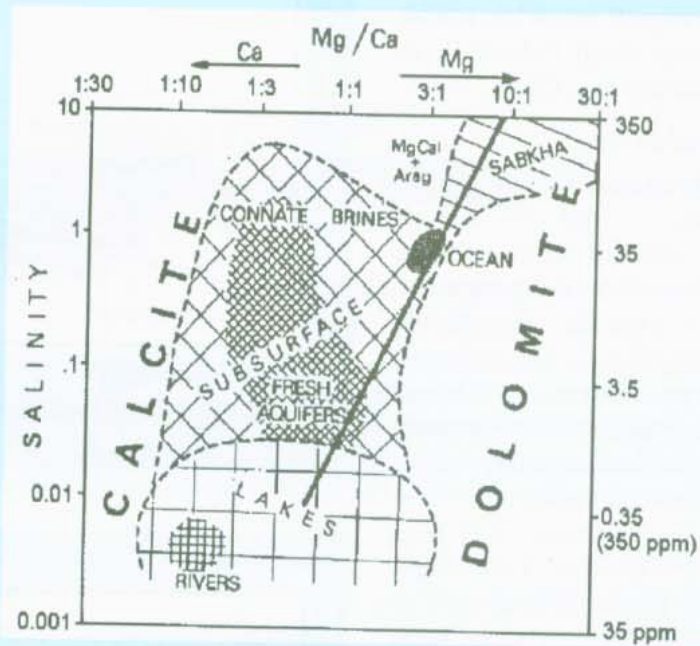 Mg/Ca
Ca Mg
1:30 1:10 1:3 1:1 3:1 10:1 30:1
10 350
MgCal
+
Arag
SABKHA
CONNATE BRINES
1 35
OCEAN
SUBSURFACE
.1 3.5
FRESH
AQUIFERS
SALINITY
CALCITE
DOLOMITE
LAKES
0.01 0.35
(350 ppm)
RIVERS
0.001 35 ppm